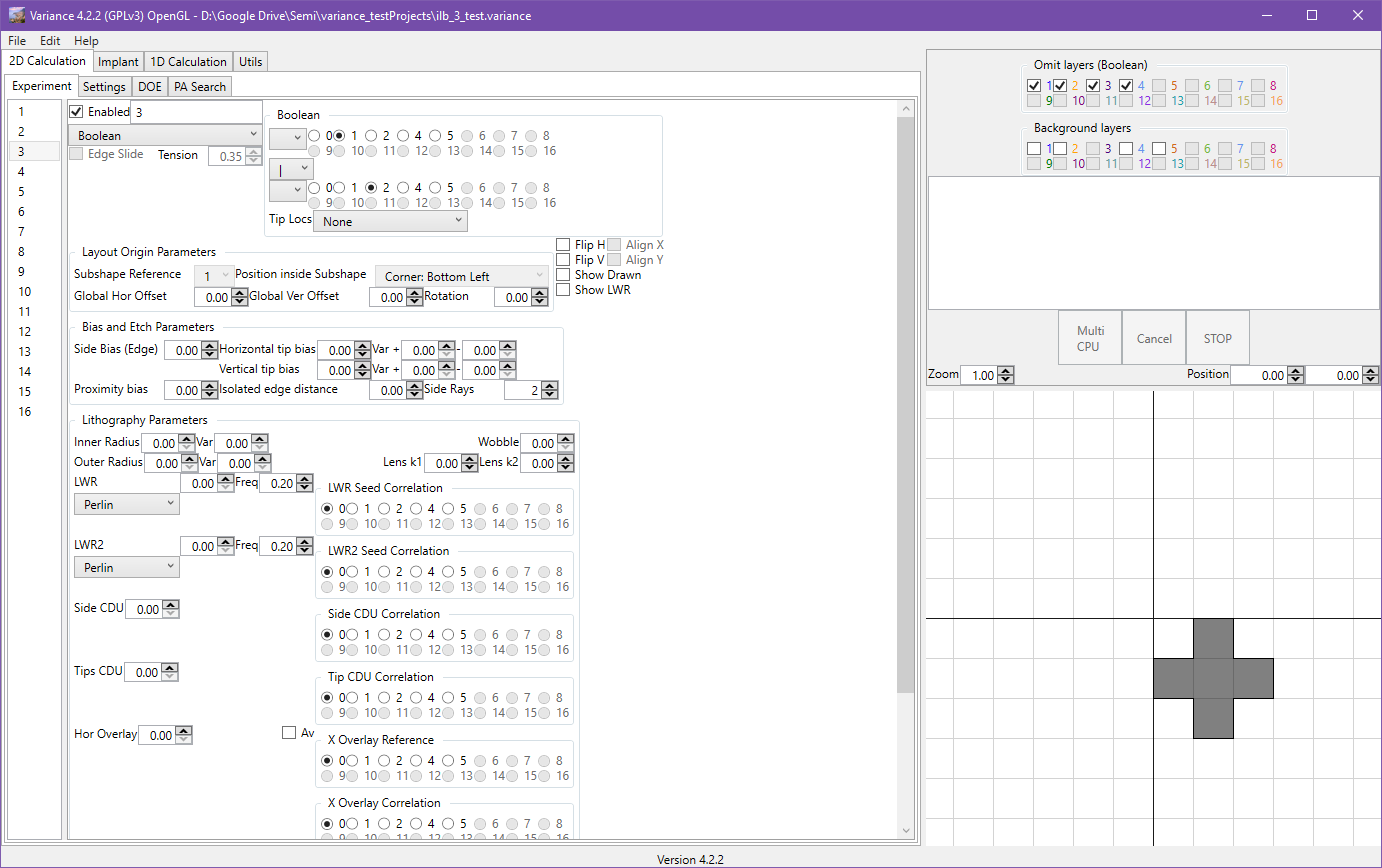 Variance 4.2.2 (GPLv3) OpenGL - D:\Google Drive\Semi\variance_testProjects\ilb_3_test.variance
File Edit Help
2D Calculation Implant 1D Calculation Utils
Experiment Settings DOE PA Search
1
2
3
4
5
6
7
8
9
10
11
12
13
14
15
16
Enabled 3
Boolean
Edge Slide Tension 0.35
Boolean
0 1 2 4 5 6 7 8
9 10 11 12 13 14 15 16
|
0 1 2 4 5 6 7 8
9 10 11 12 13 14 15 16
Tip Locs None
Layout Origin Parameters
Subshape Reference 1 Position inside Subshape Corner: Bottom Left
Global Hor Offset 0.00 Global Ver Offset 0.00 Rotation 0.00
Flip H Align X
Flip V Align Y
Show Drawn
Show LWR
Bias and Etch Parameters
Side Bias (Edge) 0.00 Horizontal tip bias 0.00 Var + 0.00 - 0.00
Vertical tip bias 0.00 Var + 0.00 - 0.00
Proximity bias 0.00 Isolated edge distance 0.00 Side Rays 2
Lithography Parameters
Inner Radius 0.00 Var 0.00 Wobble 0.00
Outer Radius 0.00 Var 0.00 Lens k1 0.00 Lens k2 0.00
LWR 0.00 Freq 0.20
Perlin
LWR Seed Correlation
0 1 2 4 5 6 7 8
9 10 11 12 13 14 15 16
LWR2 0.00 Freq 0.20
Perlin
LWR2 Seed Correlation
0 1 2 4 5 6 7 8
9 10 11 12 13 14 15 16
Side CDU 0.00
Side CDU Correlation
0 1 2 4 5 6 7 8
9 10 11 12 13 14 15 16
Tips CDU 0.00
Tip CDU Correlation
0 1 2 4 5 6 7 8
9 10 11 12 13 14 15 16
Hor Overlay 0.00 Av
X Overlay Reference
0 1 2 4 5 6 7 8
9 10 11 12 13 14 15 16
X Overlay Correlation
0 1 2 4 5 6 7 8
9 10 11 12 13 14 15 16
Omit layers (Boolean)
1 2 3 4 5 6 7 8
9 10 11 12 13 14 15 16
Background layers
1 2 3 4 5 6 7 8
9 10 11 12 13 14 15 16
Multi
CPU
Cancel
STOP
Zoom 1.00 Position 0.00 0.00
Version 4.2.2